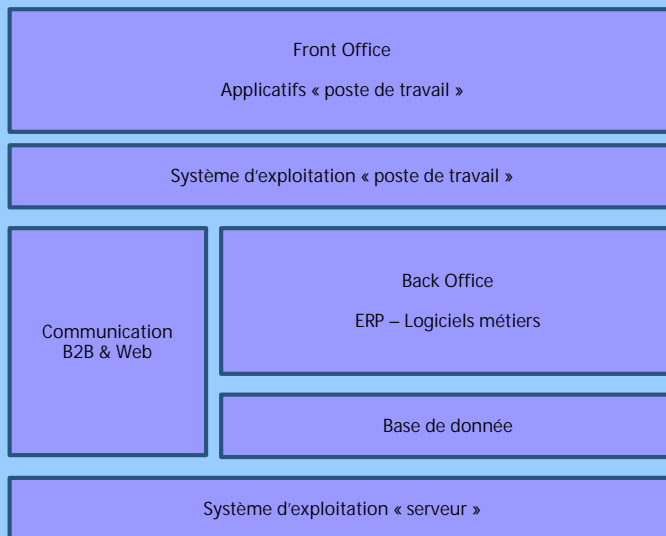 Front Office
Applicatifs « poste de travail »
Système d'exploitation « poste de travail »
Communication
B2B & Web
Back Office
ERP – Logiciels métiers
Base de donnée
Système d'exploitation « serveur »